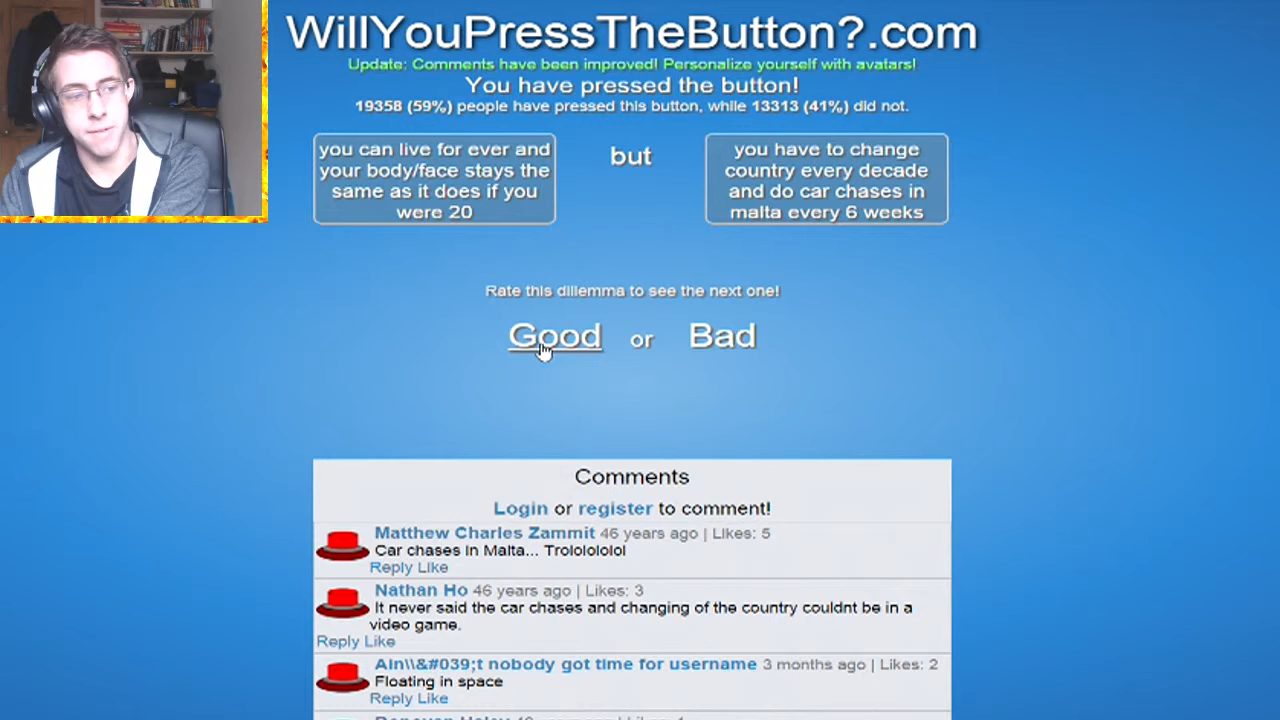 WillYouPressTheButton?.com
Update: Comments have been improved! Personalize yourself with avatars!
You have pressed the button!
19358 (59%) people have pressed this button, while 13313 (41%) did not.
you can live for ever and
your body/face stays the
same as it does if you
were 20
but
you have to change
country every decade
and do car chases in
malta every 6 weeks
Rate this dillemma to see the next one!
Good or Bad
Comments
Login or register to comment!
Matthew Charles Zammit 46 years ago | Likes: 5
Car chases in Malta... Trololololol
Reply Like
Nathan Ho 46 years ago | Likes: 3
It never said the car chases and changing of the country couldnt be in a
video game.
Reply Like
Ain\\&#039;t nobody got time for username 3 months ago | Likes: 2
Floating in space
Reply Like